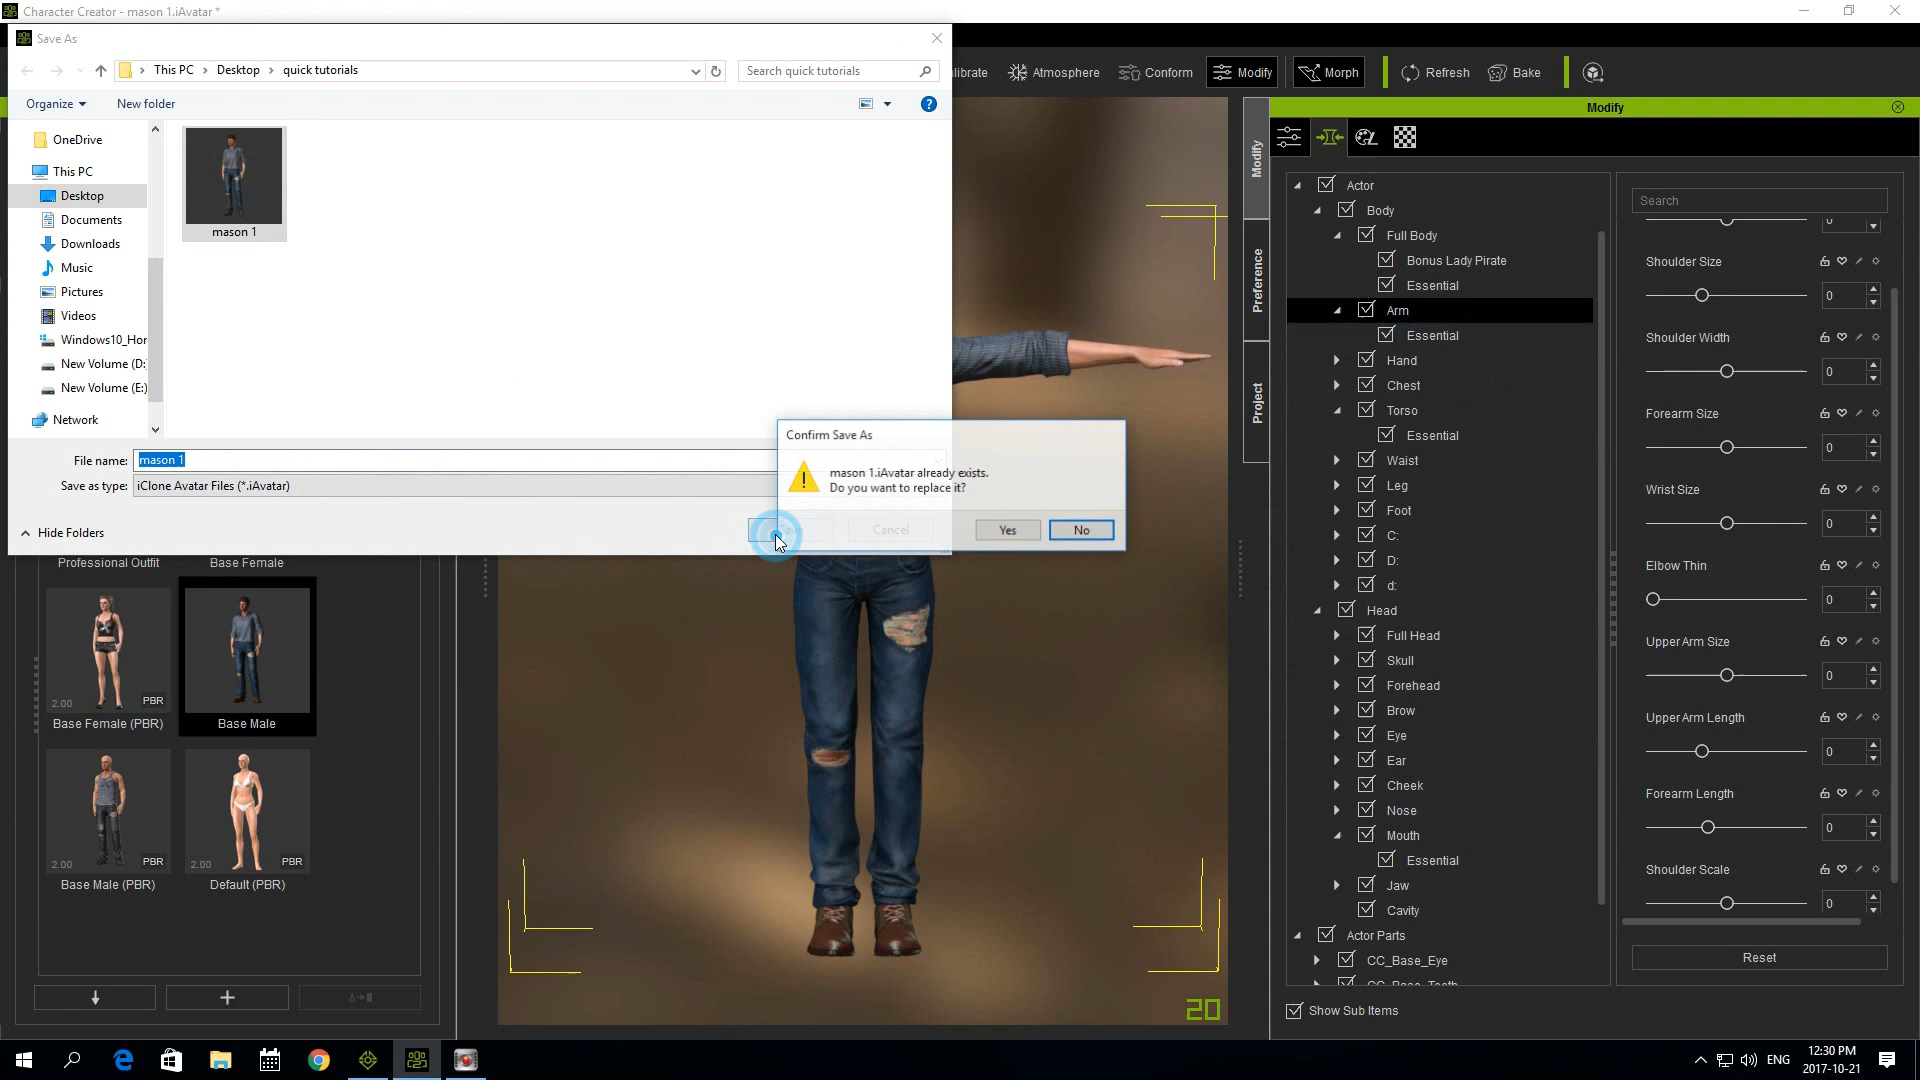 Character Creator - mason 1.iAvatar *
Save As
This PC
Desktop
quick tutorials
Search quick tutorials
Organize
New folder
OneDrive
This PC
Desktop
Documents
Downloads
Music
Pictures
Videos
Windows10_Hor
New Volume (D:
New Volume (E:)
Network
mason 1
File name:
mason 1
Save as type:
iClone Avatar Files (*.iAvatar)
Hide Folders
Cancel
Confirm Save As
mason 1.iAvatar already exists.
Do you want to replace it?
Yes
No
librate
Atmosphere
Conform
Modify
Morph
Refresh
Bake
Modify
Modify
Preference
Project
Actor
Body
Full Body
Bonus Lady Pirate
Essential
Arm
Essential
Hand
Chest
Torso
Essential
Waist
Leg
Foot
C:
D:
d:
Head
Full Head
Skull
Forehead
Brow
Eye
Ear
Cheek
Nose
Mouth
Essential
Jaw
Cavity
Actor Parts
CC_Base_Eye
Show Sub Items
Search
Shoulder Size
0
Shoulder Width
0
Forearm Size
0
Wrist Size
0
Elbow Thin
0
Upper Arm Size
0
Upper Arm Length
0
Forearm Length
0
Shoulder Scale
0
Reset
Professional Outfit
Base Female
2.00
PBR
Base Female (PBR)
Base Male
2.00
PBR
Base Male (PBR)
2.00
PBR
Default (PBR)
20
ENG
12:30 PM
2017-10-21